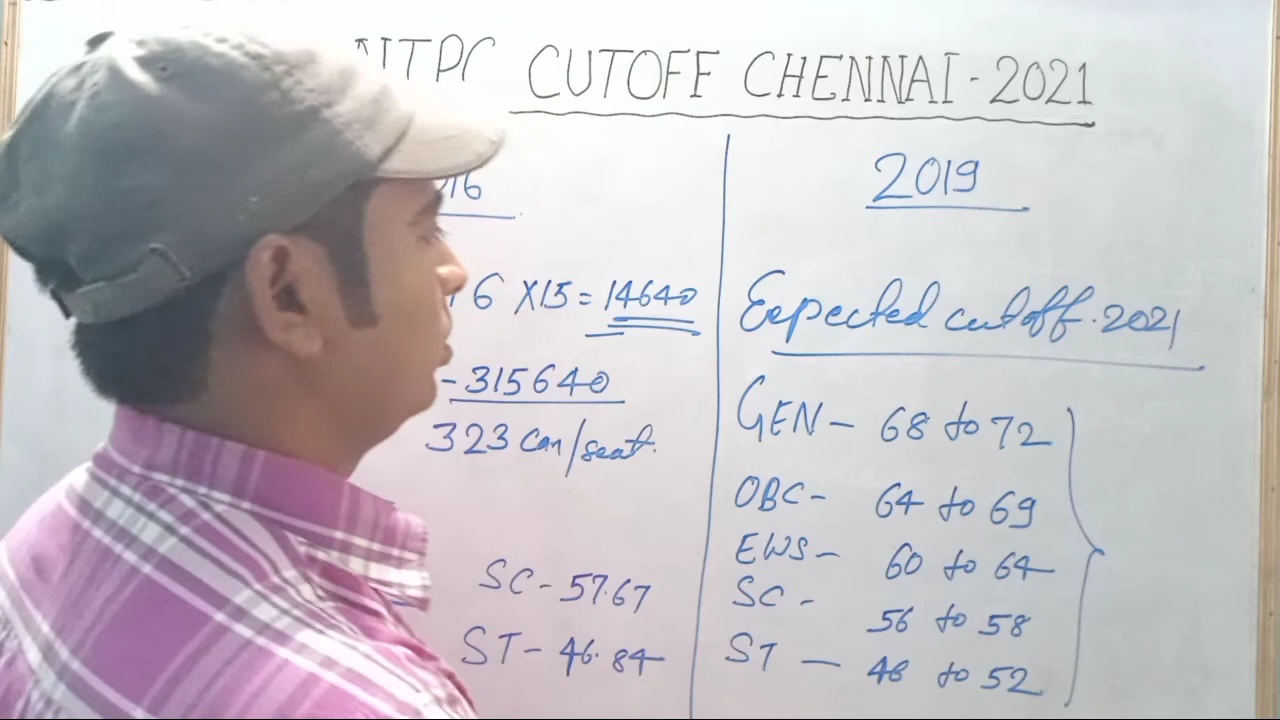 NTPC CUTOFF CHENNAI - 2021
16
6 X15 = 14640
- 315640
323 can/seat.
SC - 57.67
ST - 46.84
2019
Expected cutoff. 2021
GEN - 68 to 72
OBC - 64 to 69
EWS - 60 to 64
SC - 56 to 58
ST - 48 to 52